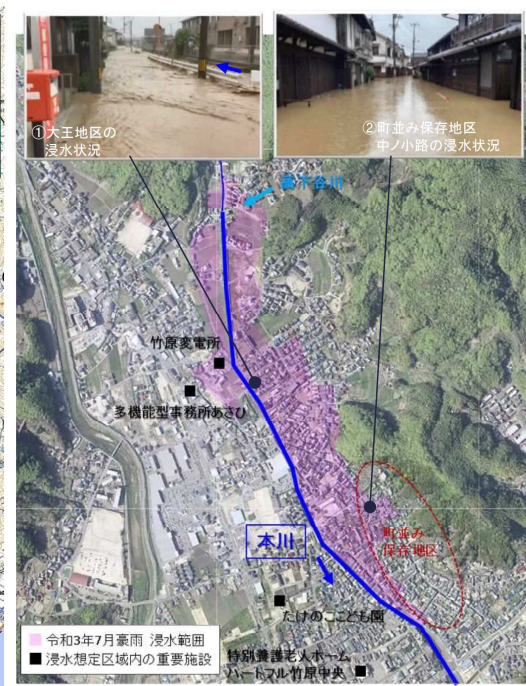 ①大王地区の
浸水状況
②町並み保存地区
中ノ小路の浸水状況
竹原変電所
多機能型事務所あさひ
町並み
保存地区
本川
たけのここども園
特別養護老人ホーム
ハートフル竹原中央
令和3年7月豪雨 浸水範囲
浸水想定区域内の重要施設